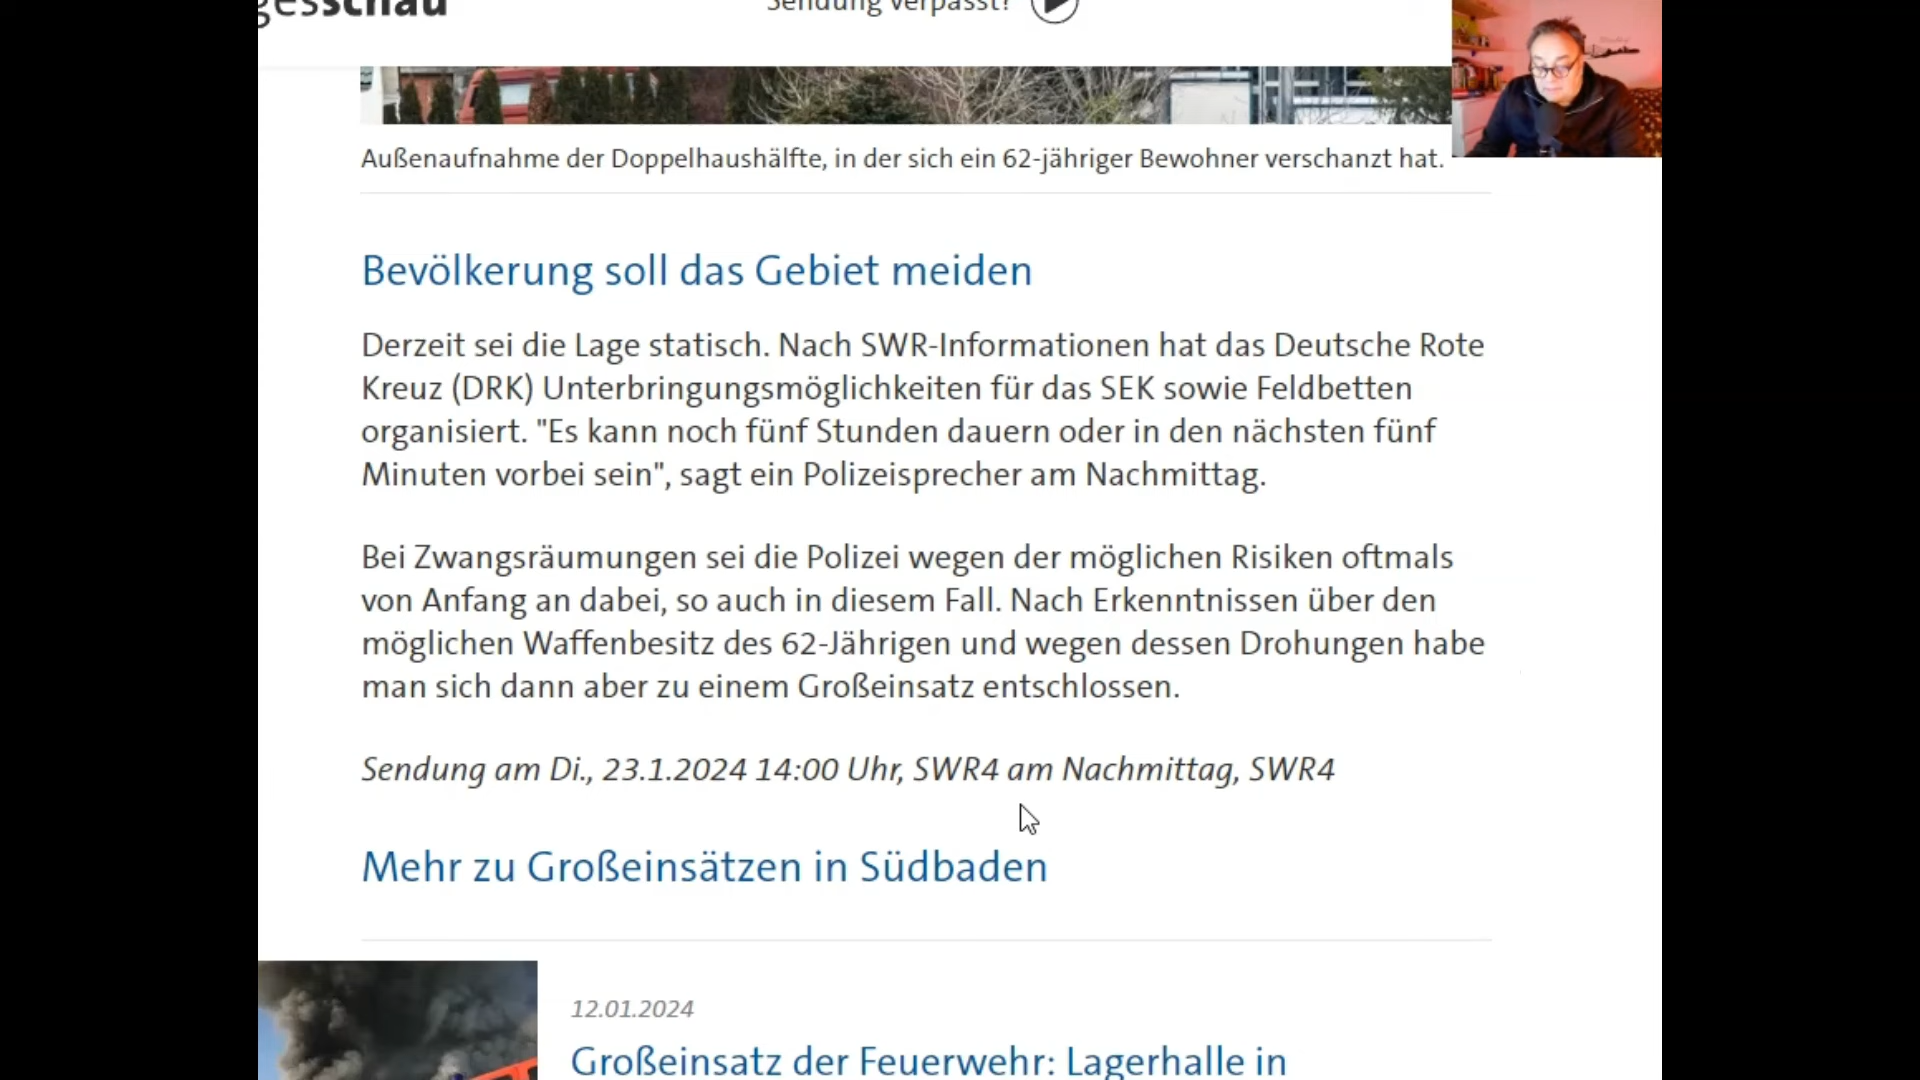 gesschau
Sendung verpasst?
Außenaufnahme der Doppelhaushälfte, in der sich ein 62-jähriger Bewohner verschanzt hat.
Bevölkerung soll das Gebiet meiden
Derzeit sei die Lage statisch. Nach SWR-Informationen hat das Deutsche Rote
Kreuz (DRK) Unterbringungsmöglichkeiten für das SEK sowie Feldbetten
organisiert. "Es kann noch fünf Stunden dauern oder in den nächsten fünf
Minuten vorbei sein", sagt ein Polizeisprecher am Nachmittag.
Bei Zwangsräumungen sei die Polizei wegen der möglichen Risiken oftmals
von Anfang an dabei, so auch in diesem Fall. Nach Erkenntnissen über den
möglichen Waffenbesitz des 62-Jährigen und wegen dessen Drohungen habe
man sich dann aber zu einem Großeinsatz entschlossen.
Sendung am Di., 23.1.2024 14:00 Uhr, SWR4 am Nachmittag, SWR4
Mehr zu Großeinsätzen in Südbaden
12.01.2024
Großeinsatz der Feuerwehr: Lagerhalle in